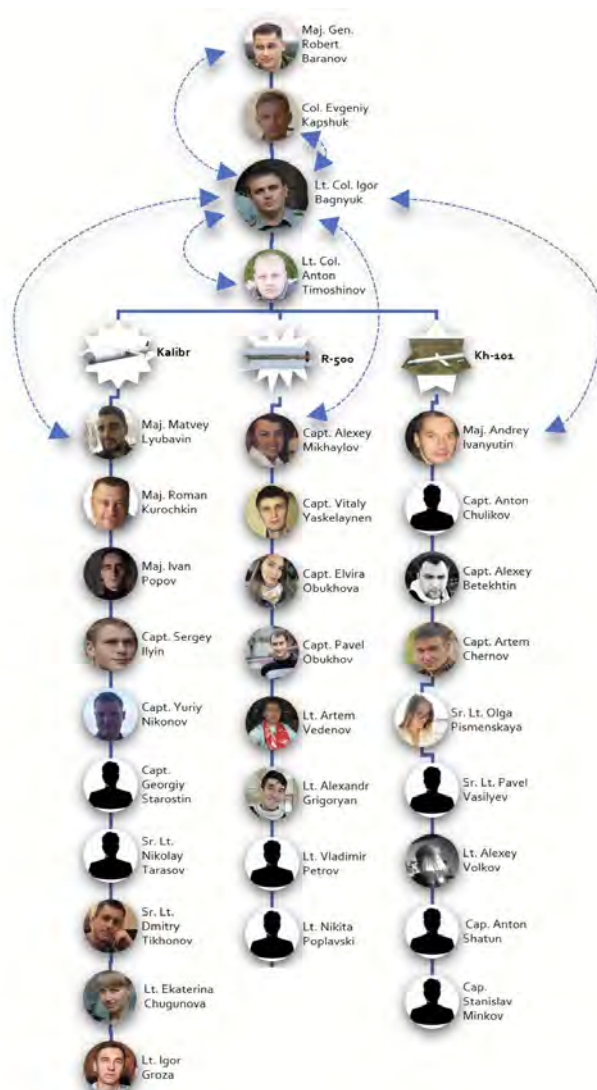 Maj. Gen.
Robert
Baranov
Col. Evgeniy
Kapshuk
Lt. Col. Igor
Bagnyuk
Lt. Col.
Anton
Timoshinov
Kalibr
R-500
Kh-101
Maj. Matvey
Lyubavin
Maj. Roman
Kurochkin
Maj. Ivan
Popov
Capt. Sergey
Ilyin
Capt. Yuriy
Nikonov
Capt.
Georgiy
Starostin
Sr. Lt.
Nikolay
Tarasov
Sr. Lt.
Dmitry
Tikhonov
Lt. Ekaterina
Chugunova
Lt. Igor
Groza
Capt. Alexey
Mikhaylov
Capt. Vitaly
Yaskelaynen
Capt. Elvira
Obukhova
Capt. Pavel
Obukhov
Lt. Artem
Vedenov
Lt. Alexandr
Grigoryan
Lt. Vladimir
Petrov
Lt. Nikita
Poplavski
Maj. Andrey
Ivanyutin
Capt. Anton
Chulikov
Capt. Alexey
Betekhtin
Capt. Artem
Chernov
Sr. Lt. Olga
Pismenskaya
Sr. Lt. Pavel
Vasilyev
Lt. Alexey
Volkov
Cap. Anton
Shatun
Cap.
Stanislav
Minkov